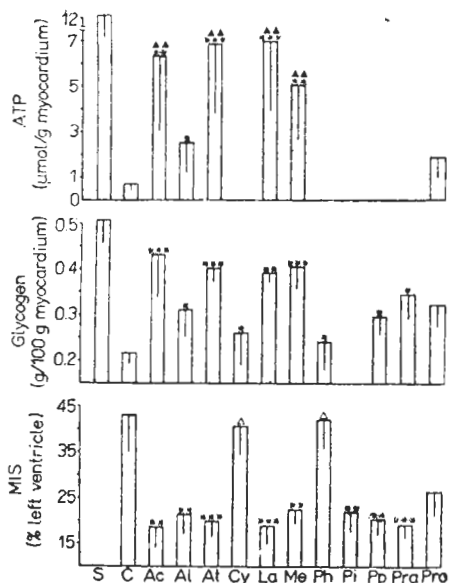 ATP
(μmol/g myocardium)
12
7
5
3
1
0
Glycogen
(g/100 g myocardium)
0.5
0.4
0.3
0.2
MIS
(% left ventricle)
45
35
25
15
S C Ac Al At Cy La Me Ph Pi Pp Pra Pro